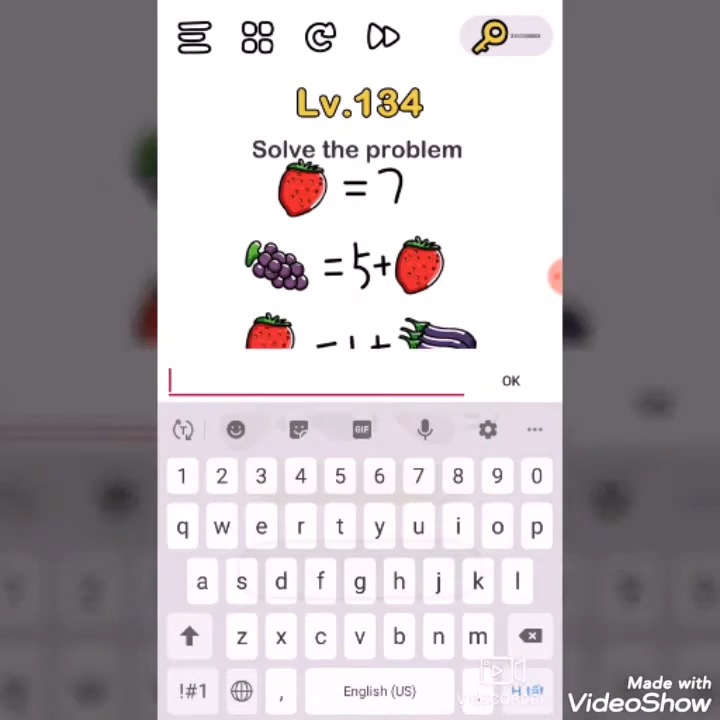 Lv.134
Solve the problem
= 7
= 5+
OK
GIF
1 2 3 4 5 6 7 8 9 0
q w e r t y u i o p
a s d f g h j k l
z x c v b n m
!#1 , English (US)
Made with
VideoShow